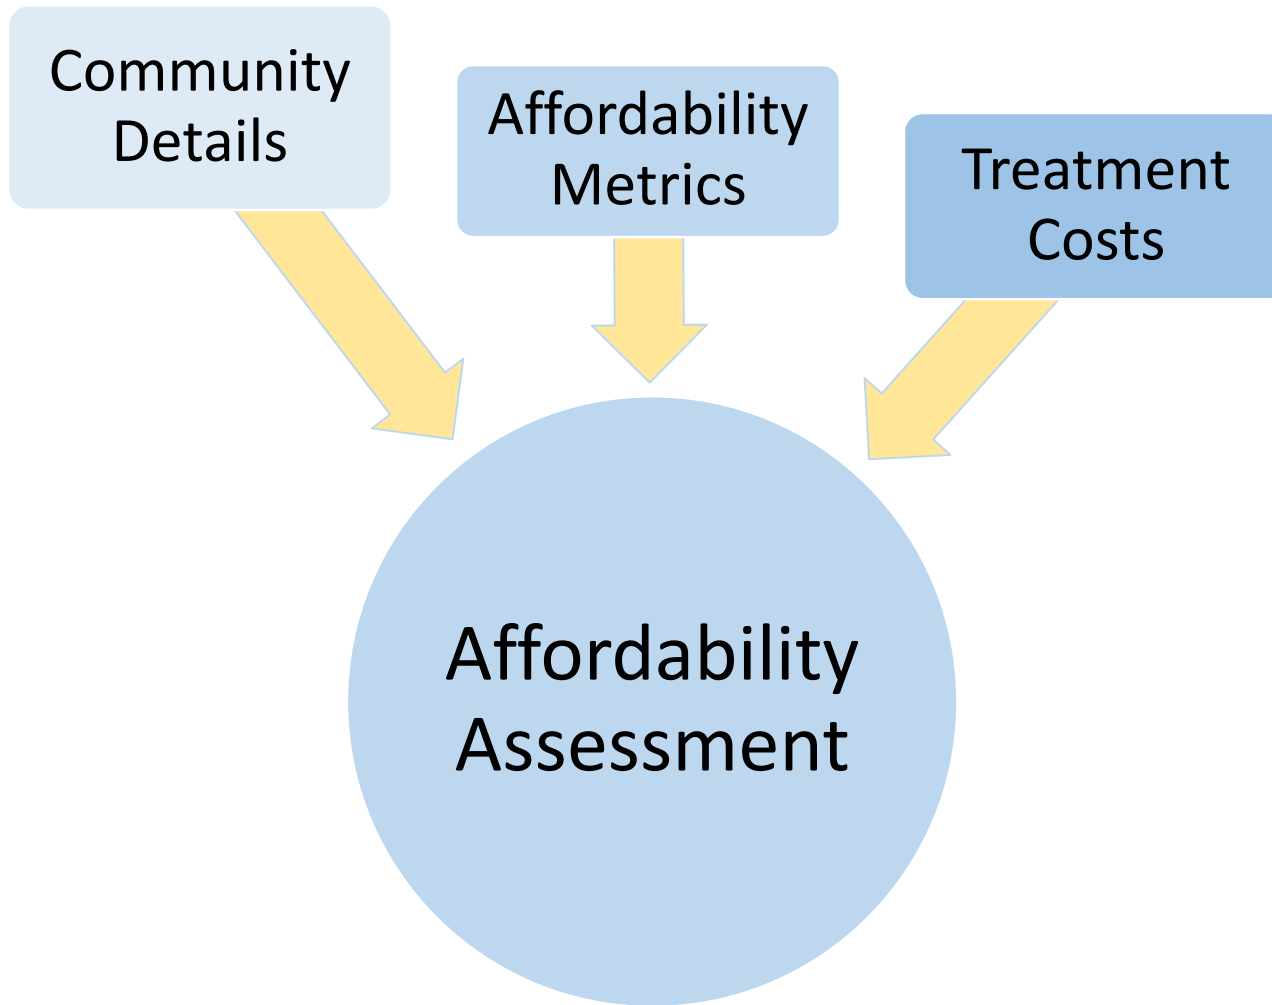 Community
Details
Affordability
Metrics
Treatment
Costs
Affordability
Assessment